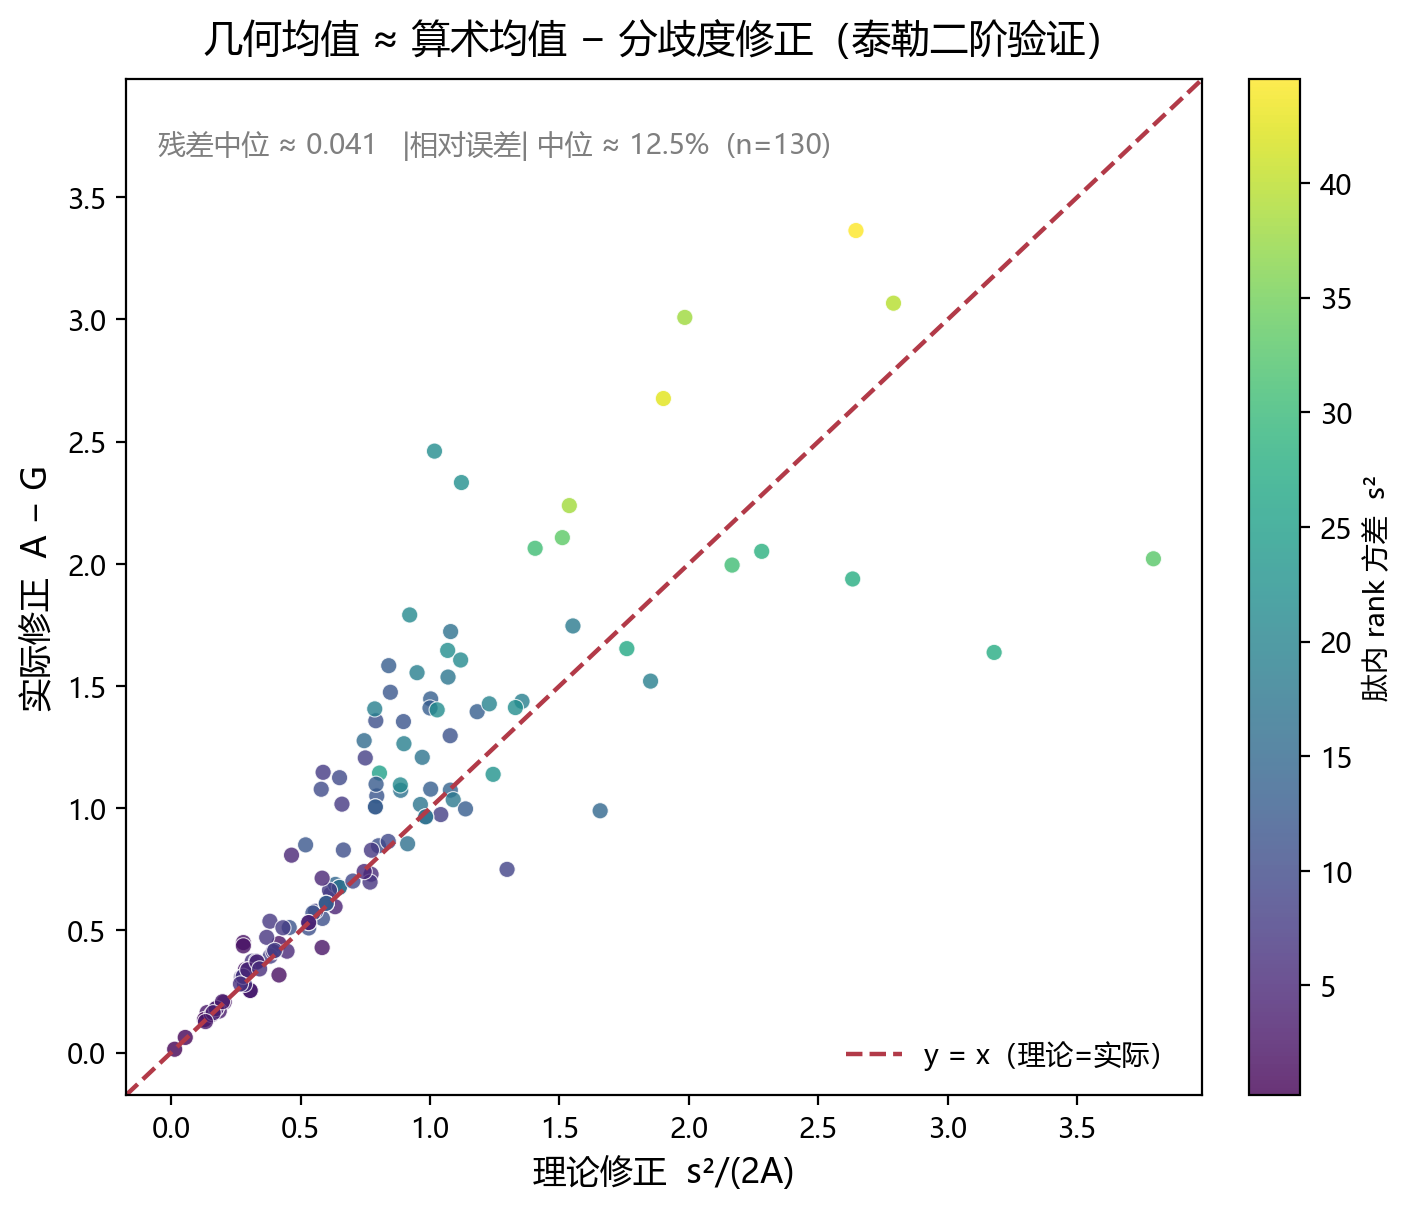 几何均值 ≈ 算术均值 − 分歧度修正（泰勒二阶验证）
残差中位 ≈ 0.041 |相对误差| 中位 ≈ 12.5% (n=130)
实际修正 A − G
3.5
3.0
2.5
2.0
1.5
1.0
0.5
0.0
y = x（理论=实际）
0.0 0.5 1.0 1.5 2.0 2.5 3.0 3.5
理论修正 s²/(2A)
40
35
30
25
20
15
10
5
肽内 rank 方差 s²